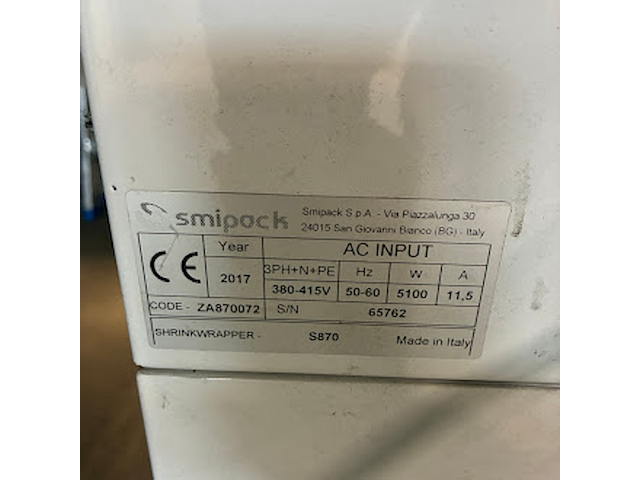 smipack
Smipack S.p.A. - Via Piazzalunga 30
24015 San Giovanni Bianco (BG) - Italy
CE
Year
AC INPUT
2017
3PH+N+PE Hz W A
380-415V 50-60 5100 11,5
CODE - ZA870072 S/N 65762
SHRINKWRAPPER - S870 Made in Italy